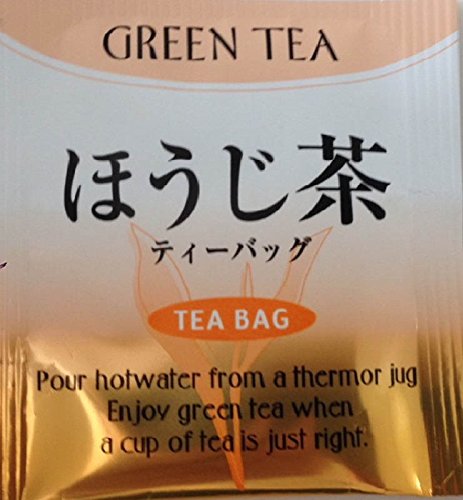 GREEN TEA
ほうじ茶
ティーバッグ
TEA BAG
Pour hotwater from a thermor jug
Enjoy green tea when
a cup of tea is just right.